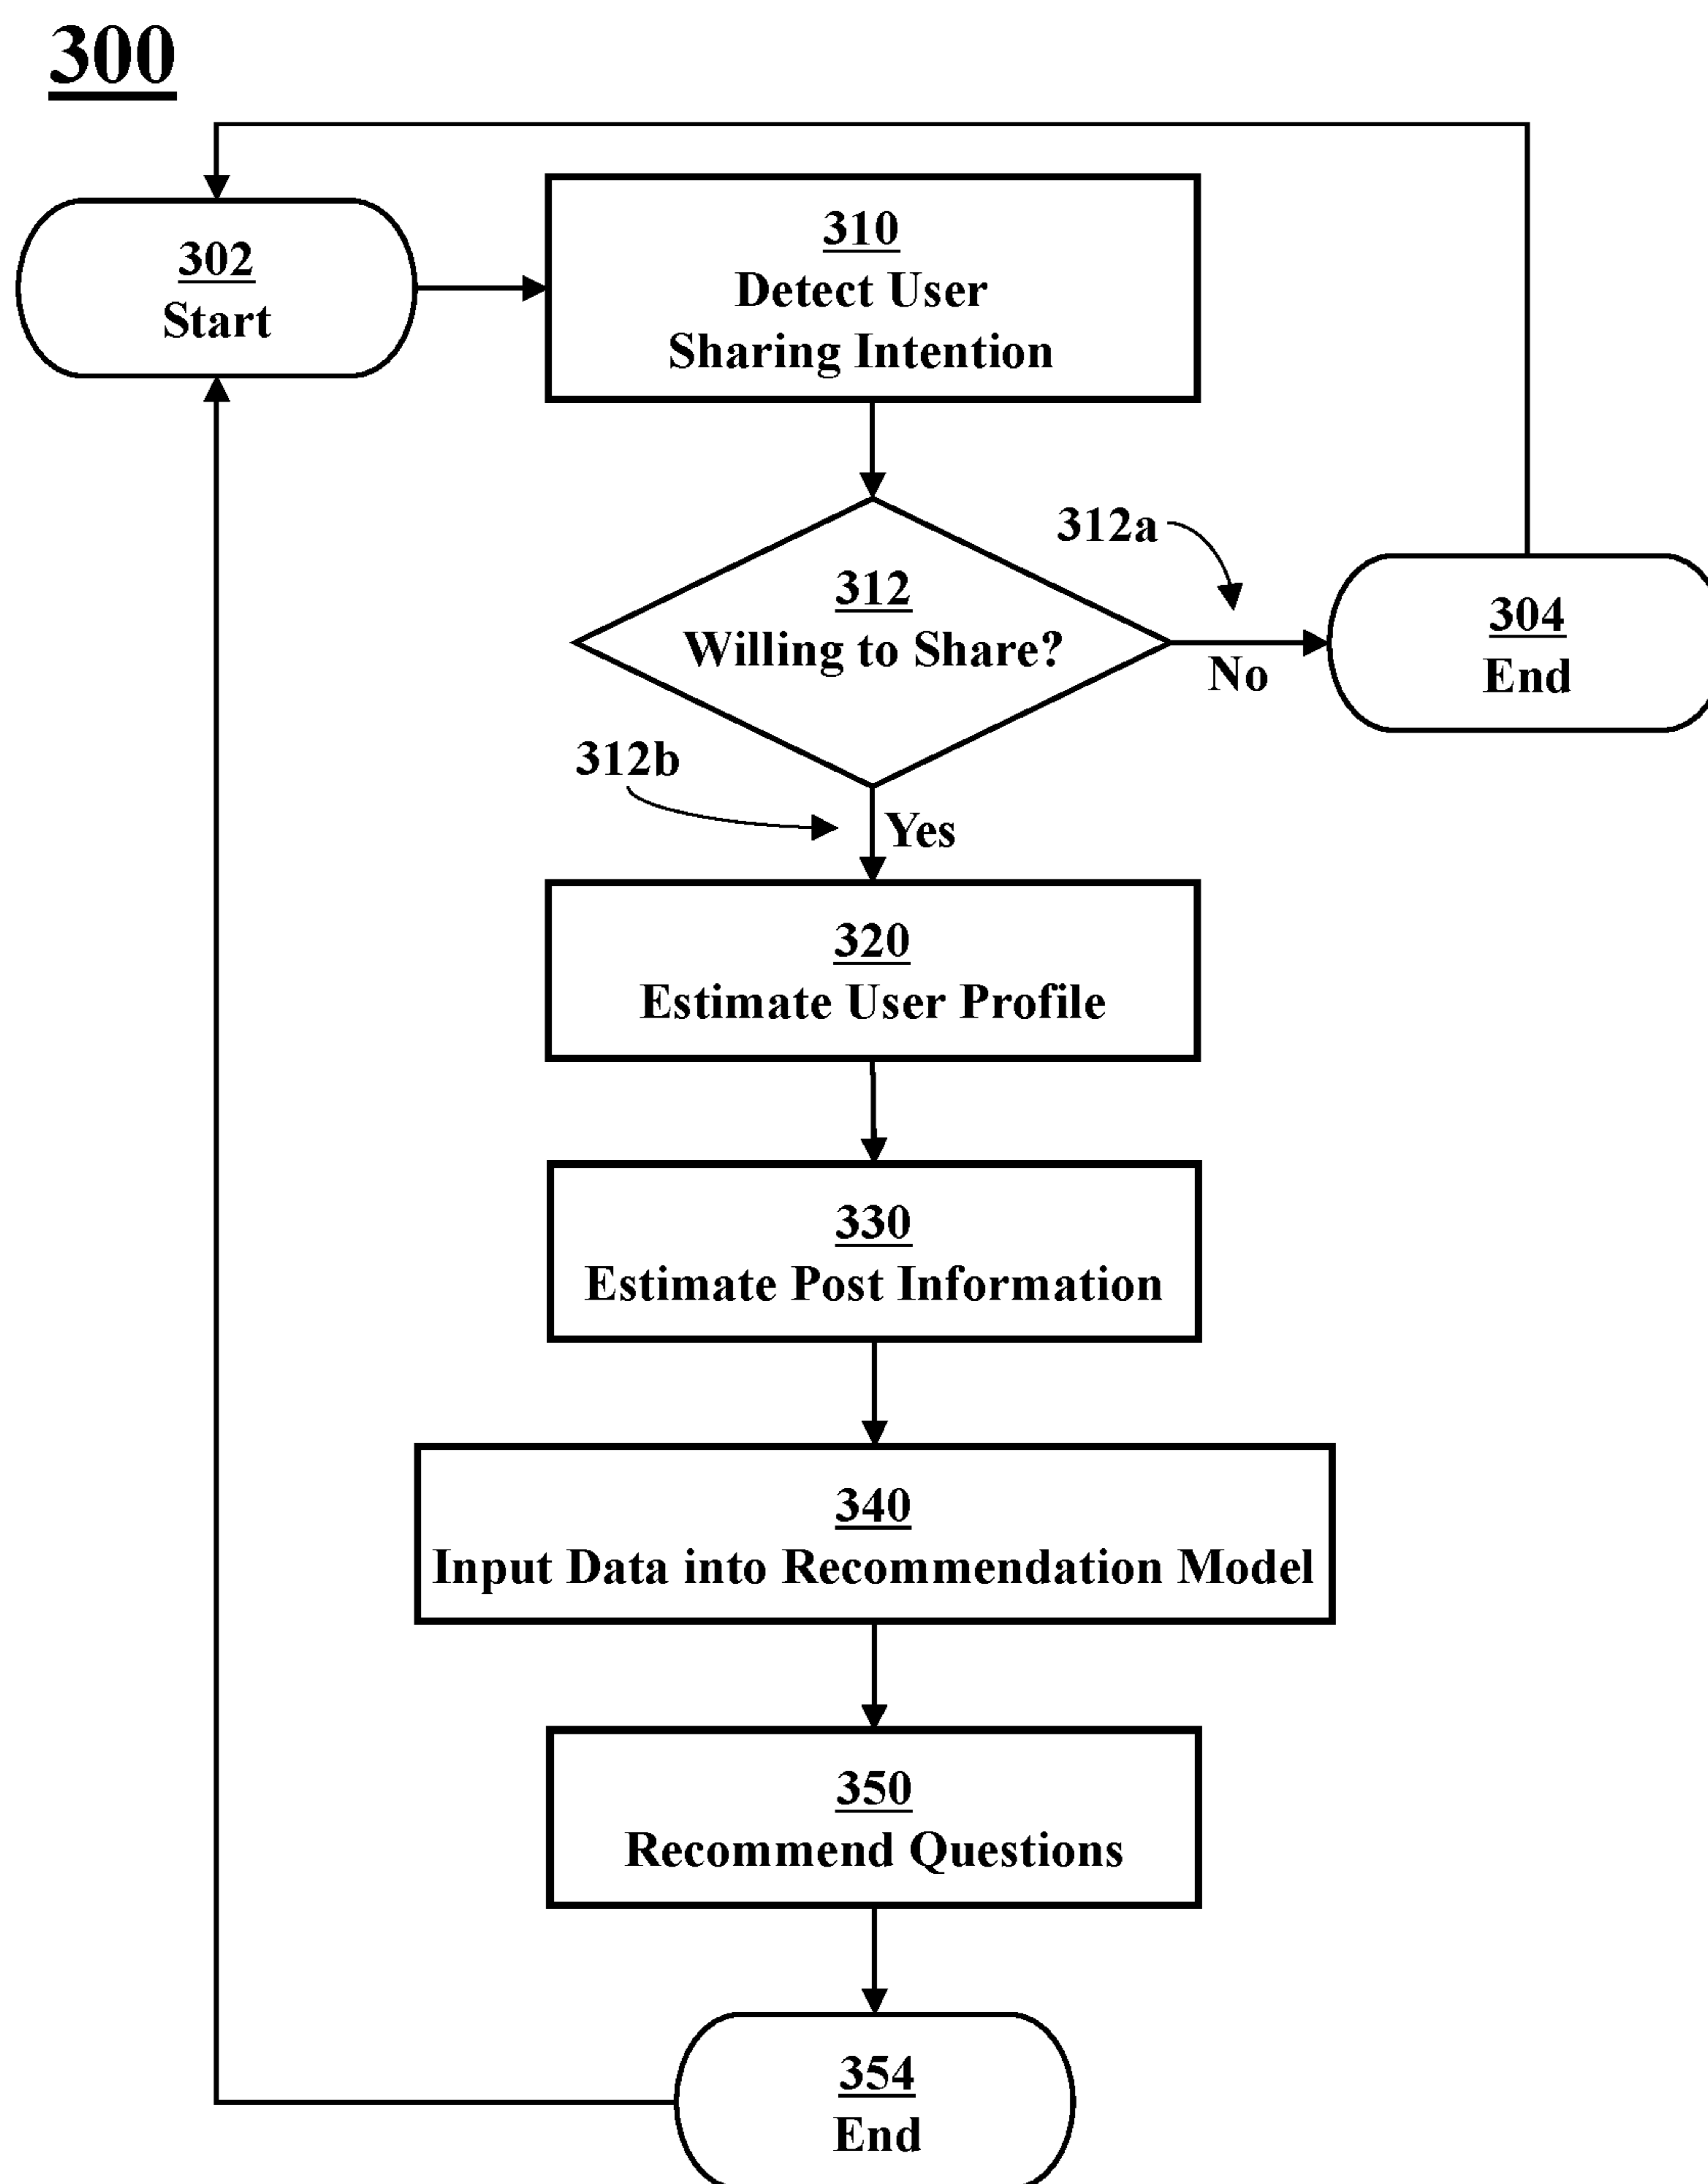 300
302
Start
310
Detect User
Sharing Intention
312a
312
Willing to Share?
No
304
End
312b
Yes
320
Estimate User Profile
330
Estimate Post Information
340
Input Data into Recommendation Model
350
Recommend Questions
354
End